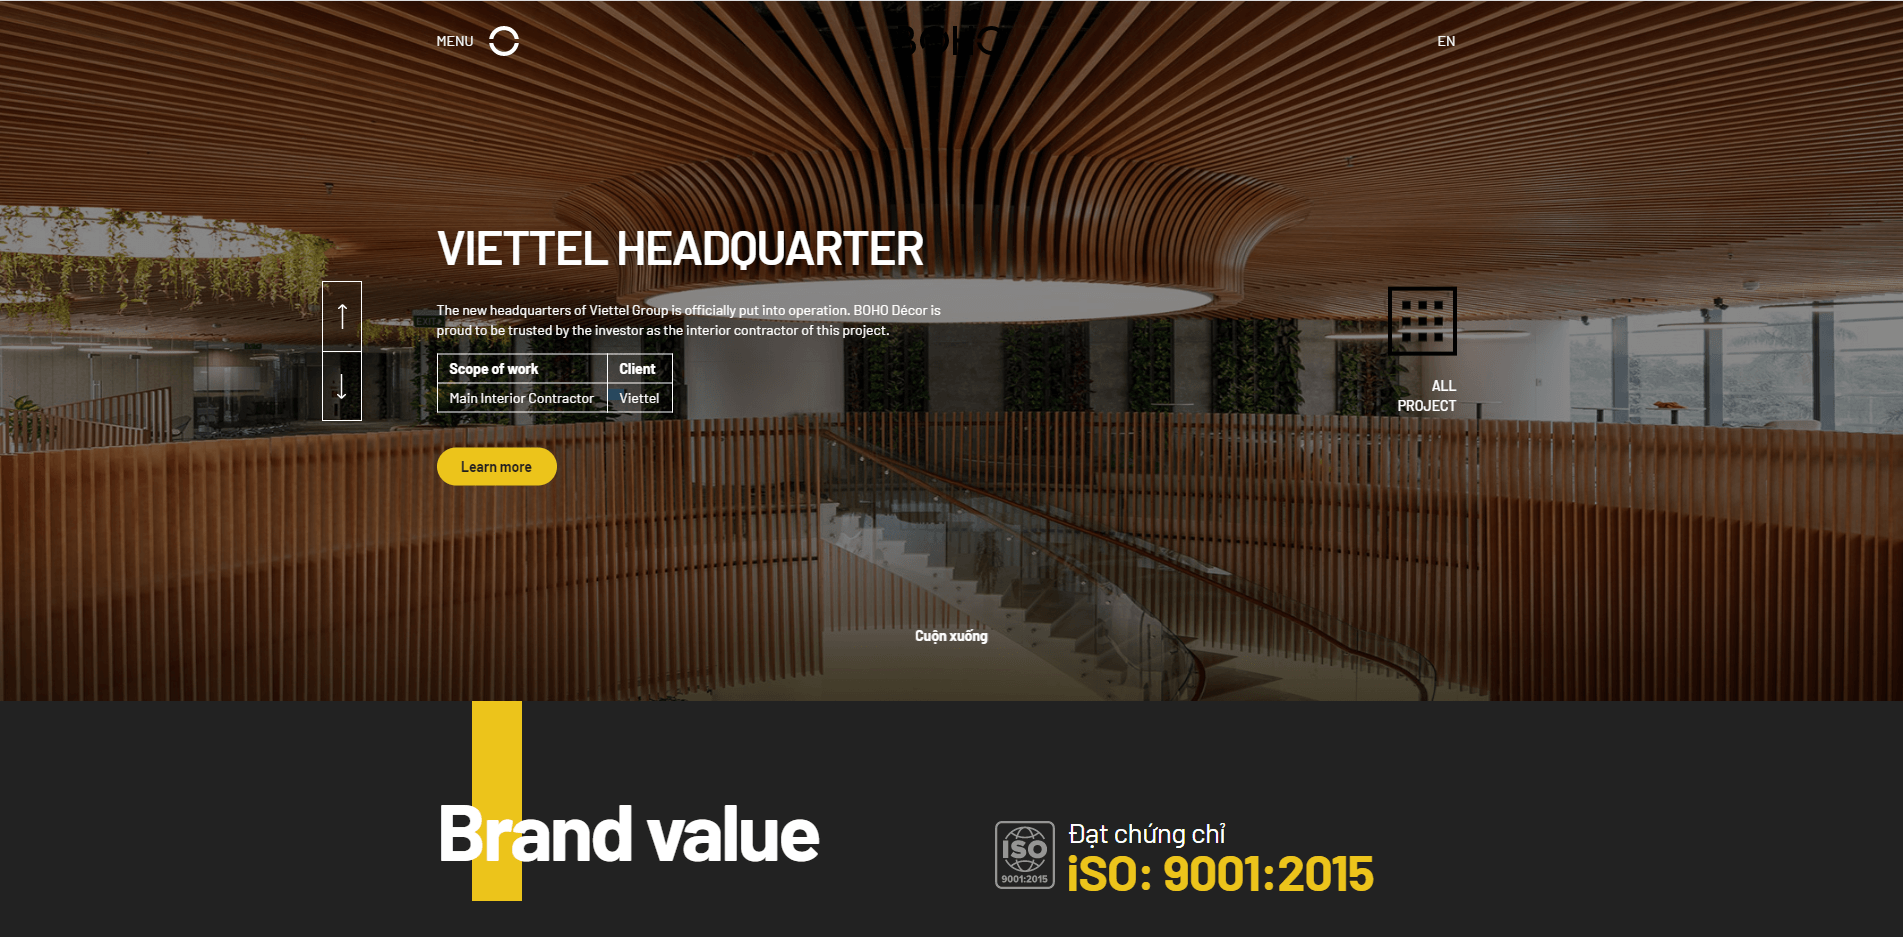 MENU
BOHO
EN
VIETTEL HEADQUARTER
The new headquarters of Viettel Group is officially put into operation. BOHO Décor is
proud to be trusted by the investor as the interior contractor of this project.
Scope of work Client
Main Interior Contractor Viettel
Learn more
ALL
PROJECT
EXIT
Cuộn xuống
Brand value
ISO
9001:2015
Đạt chứng chỉ
iSO: 9001:2015